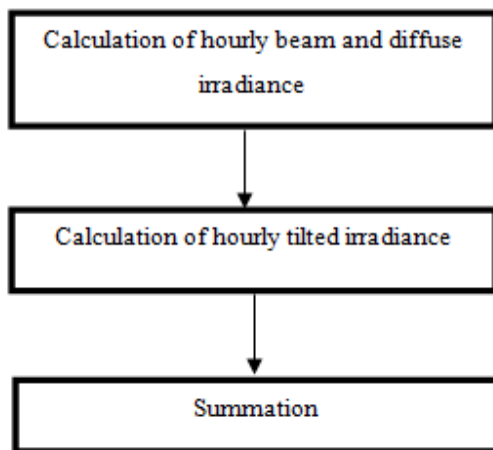 Calculation of hourly beam and diffuse
irradiance
Calculation of hourly tilted irradiance
Summation